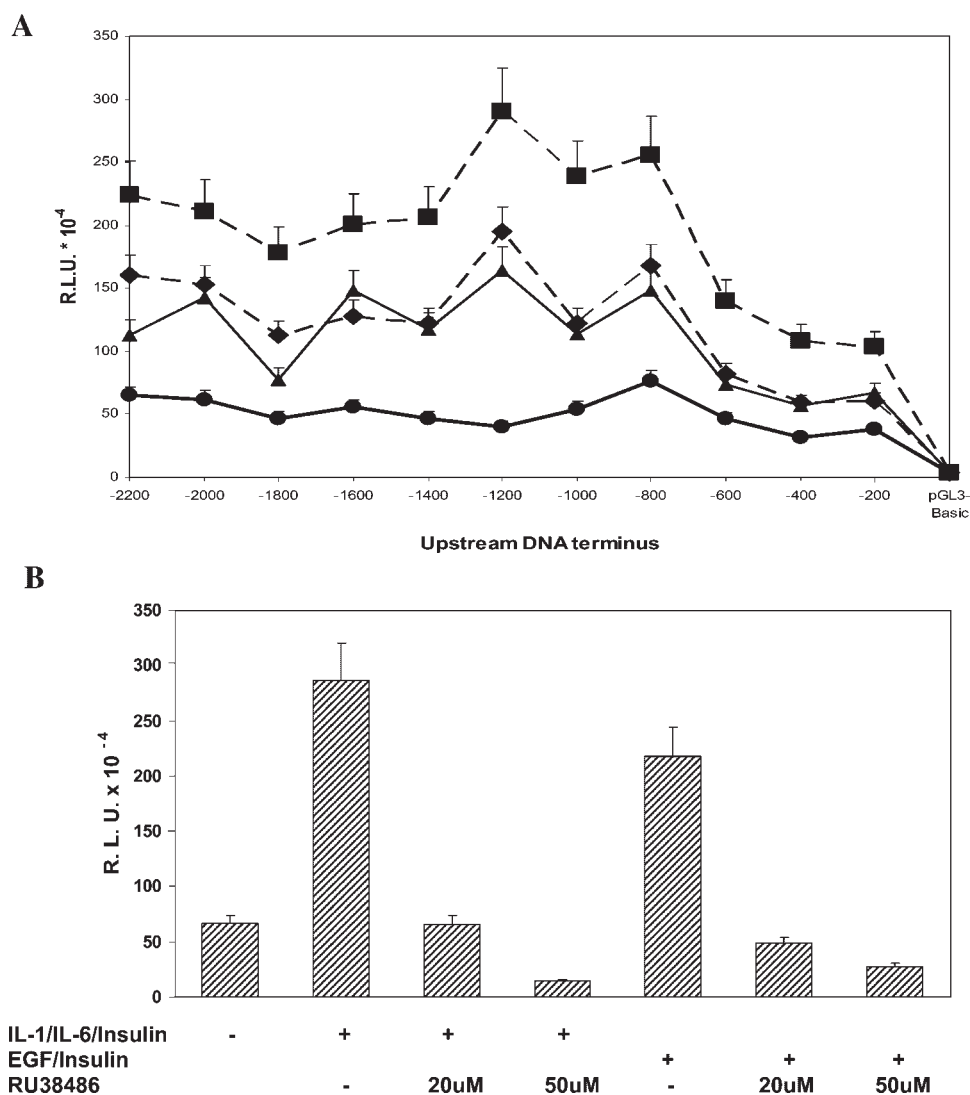 A
350
300
250
200
150
100
50
0
R.L.U. * 10-4
-2200 -2000 -1800 -1600 -1400 -1200 -1000 -800 -600 -400 -200 pGL3-
Basic
Upstream DNA terminus
B
350
300
250
200
150
100
50
0
R. L. U. x 10 -4
IL-1/IL-6/Insulin - + + +
EGF/Insulin + + +
RU38486 - 20uM 50uM - 20uM 50uM